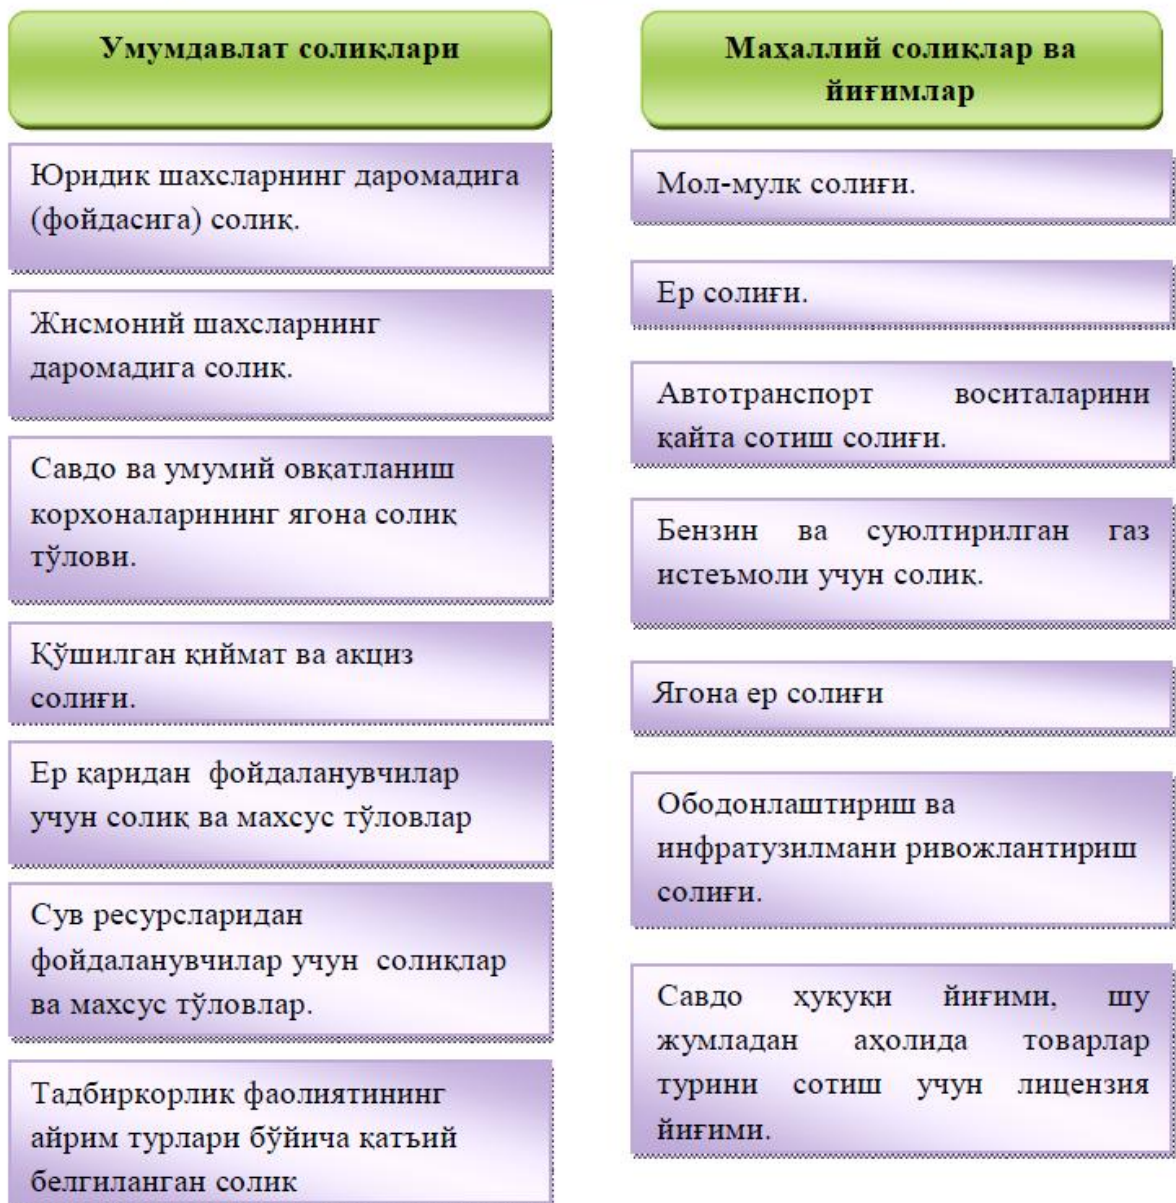 Умумдавлат солиқлари
Юридик шахсларнинг даромадига
(фойдасига) солиқ.
Жисмоний шахсларнинг
даромадига солиқ.
Савдо ва умумий овқатланиш
корхоналарининг ягона солиқ
тўлови.
Қўшилган қиймат ва акциз
солиғи.
Ер қаридан фойдаланувчилар
учун солиқ ва махсус тўловлар
Сув ресурсларидан
фойдаланувчилар учун солиқлар
ва махсус тўловлар.
Тадбиркорлик фаолиятининг
айрим турлари бўйича қатъий
белгиланган солиқ
Маҳаллий солиқлар ва
йиғимлар
Мол-мулк солиғи.
Ер солиғи.
Автотранспорт воситаларини
қайта сотиш солиғи.
Бензин ва суюлтирилган газ
истеъмоли учун солиқ.
Ягона ер солиғи
Ободонлаштириш ва
инфратузилмани ривожлантириш
солиғи.
Савдо ҳуқуқи йиғими, шу
жумладан аҳолида товарлар
турини сотиш учун лицензия
йиғими.